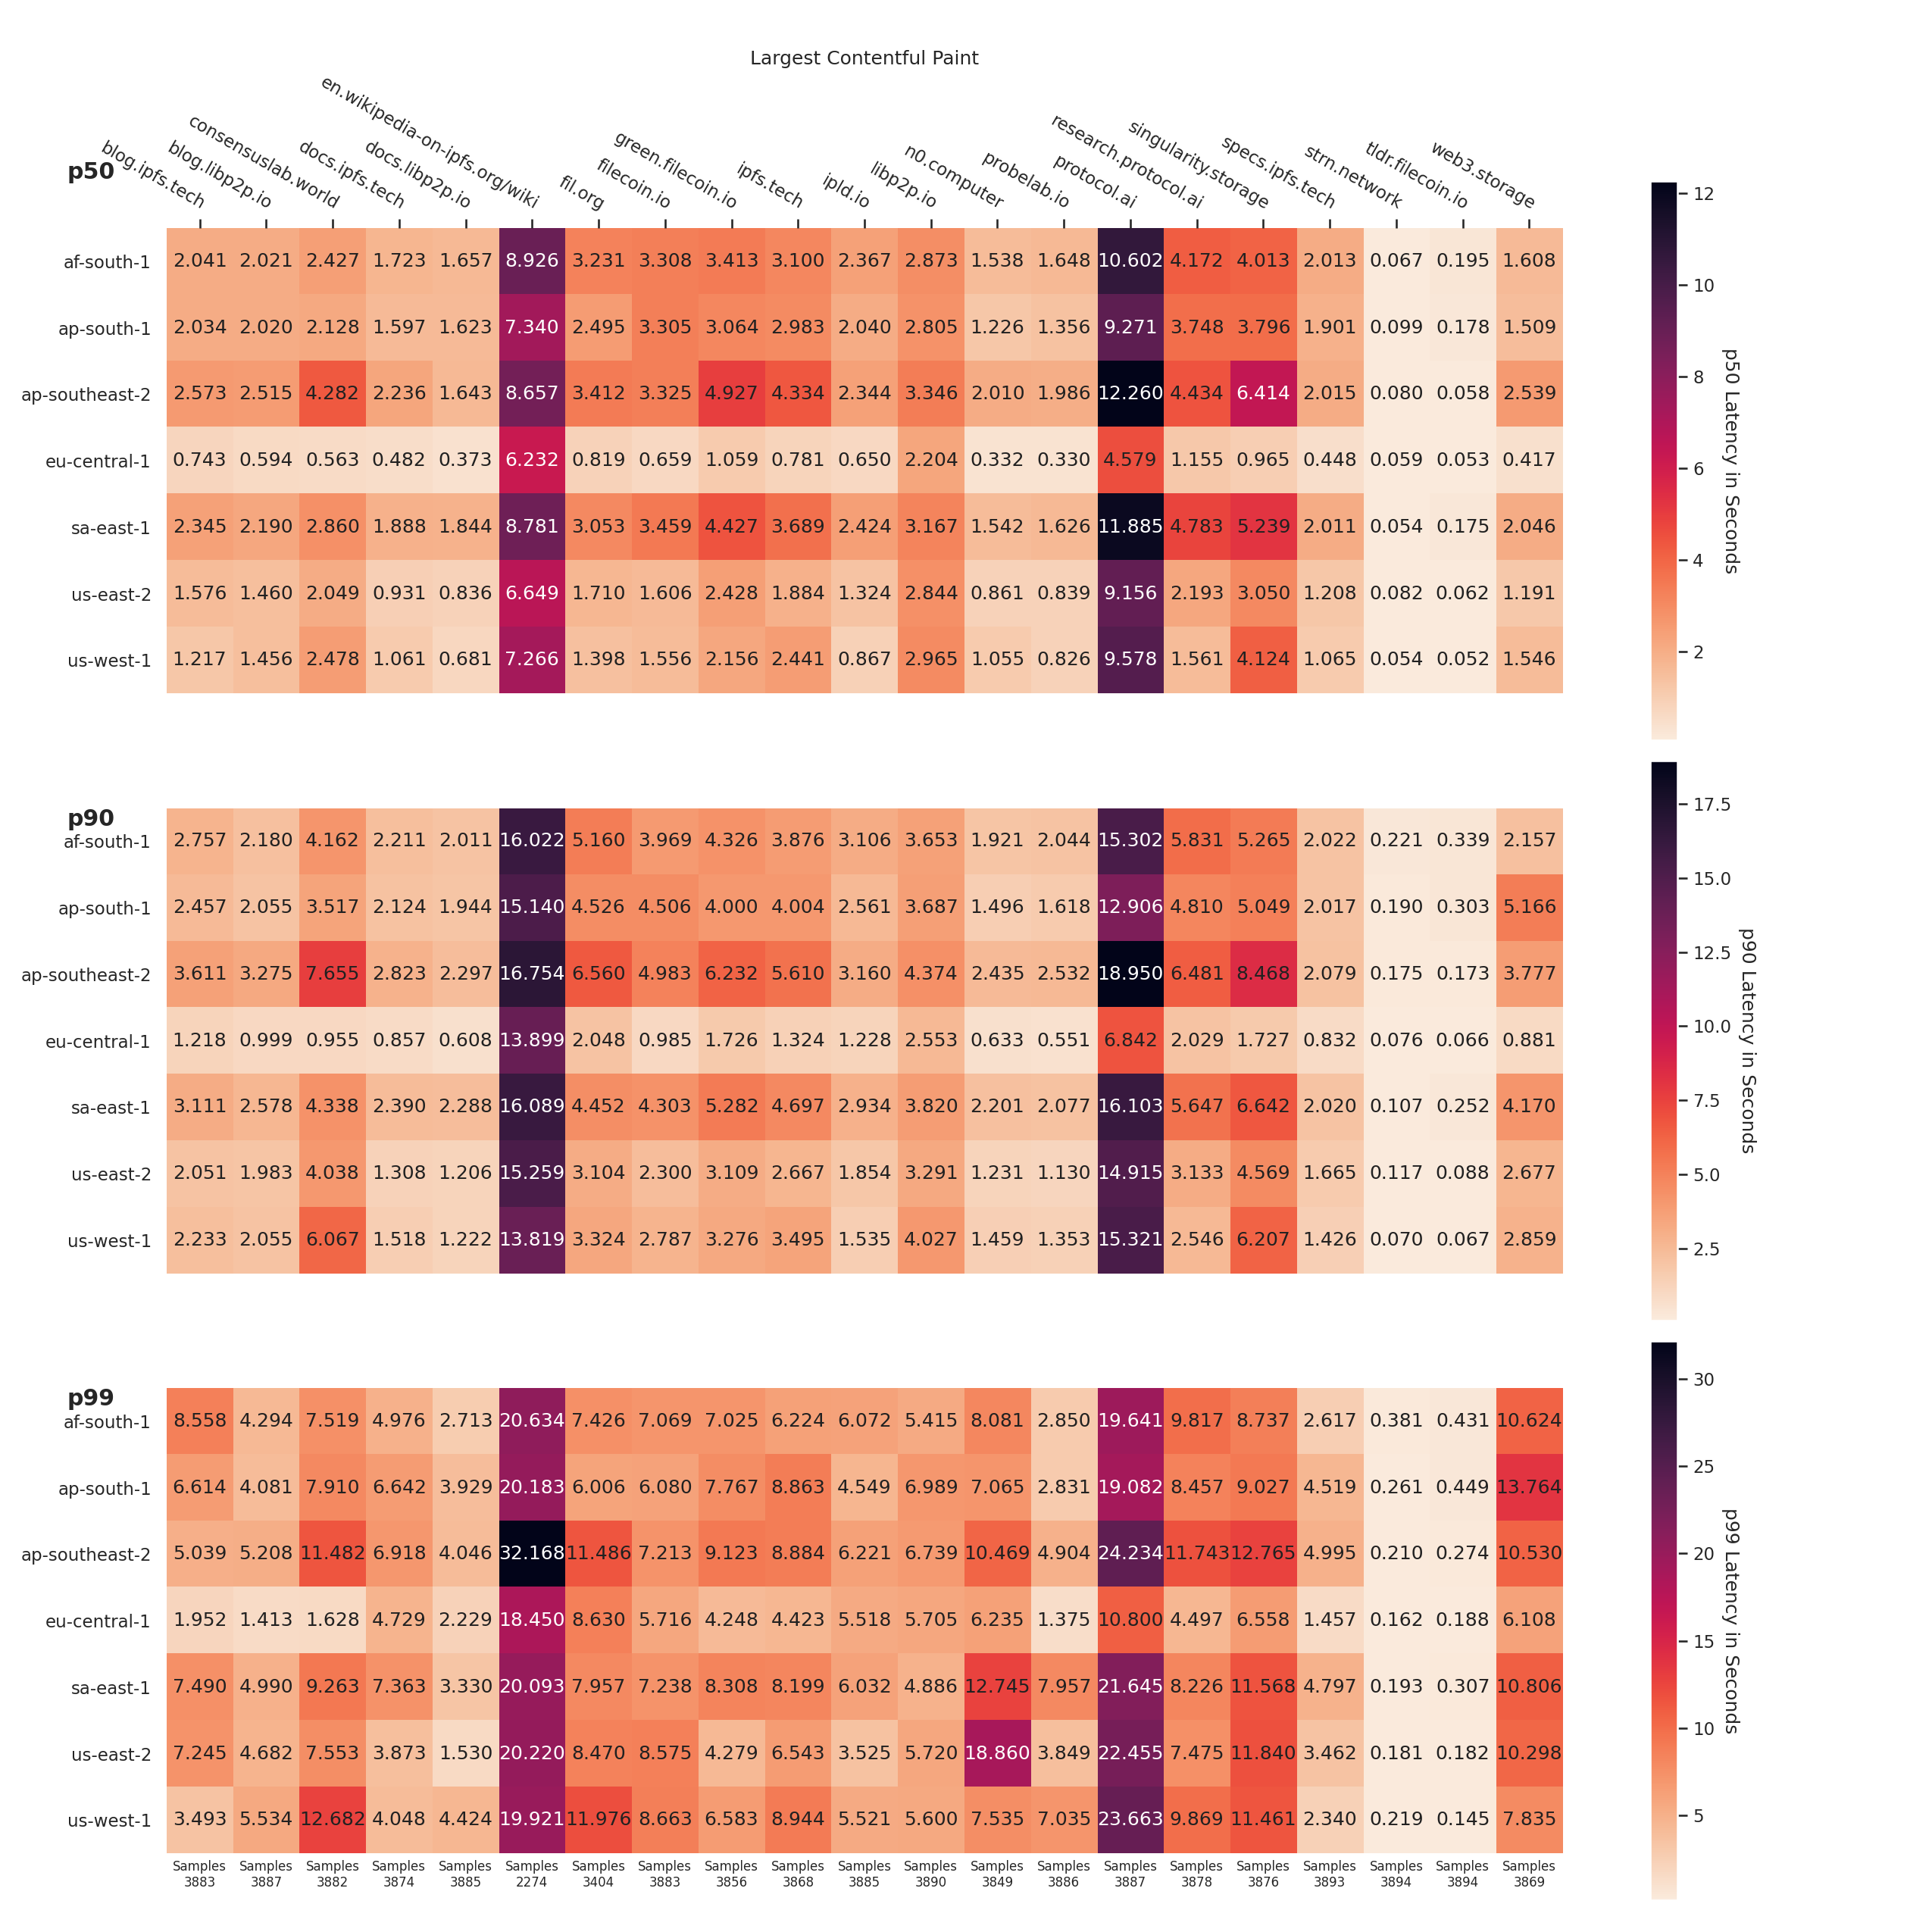 Largest Contentful Paint
p50
blog.ipfs.tech
blog.libp2p.io
consensuslab.world
docs.ipfs.tech
docs.libp2p.io
en.wikipedia-on-ipfs.org/wiki
fil.org
filecoin.io
green.filecoin.io
ipfs.tech
ipld.io
libp2p.io
n0.computer
probelab.io
protocol.ai
research.protocol.ai
singularity.storage
specs.ipfs.tech
strn.network
tldr.filecoin.io
web3.storage
af-south-1 2.041 2.021 2.427 1.723 1.657 8.926 3.231 3.308 3.413 3.100 2.367 2.873 1.538 1.648 10.602 4.172 4.013 2.013 0.067 0.195 1.608
ap-south-1 2.034 2.020 2.128 1.597 1.623 7.340 2.495 3.305 3.064 2.983 2.040 2.805 1.226 1.356 9.271 3.748 3.796 1.901 0.099 0.178 1.509
ap-southeast-2 2.573 2.515 4.282 2.236 1.643 8.657 3.412 3.325 4.927 4.334 2.344 3.346 2.010 1.986 12.260 4.434 6.414 2.015 0.080 0.058 2.539
eu-central-1 0.743 0.594 0.563 0.482 0.373 6.232 0.819 0.659 1.059 0.781 0.650 2.204 0.332 0.330 4.579 1.155 0.965 0.448 0.059 0.053 0.417
sa-east-1 2.345 2.190 2.860 1.888 1.844 8.781 3.053 3.459 4.427 3.689 2.424 3.167 1.542 1.626 11.885 4.783 5.239 2.011 0.054 0.175 2.046
us-east-2 1.576 1.460 2.049 0.931 0.836 6.649 1.710 1.606 2.428 1.884 1.324 2.844 0.861 0.839 9.156 2.193 3.050 1.208 0.082 0.062 1.191
us-west-1 1.217 1.456 2.478 1.061 0.681 7.266 1.398 1.556 2.156 2.441 0.867 2.965 1.055 0.826 9.578 1.561 4.124 1.065 0.054 0.052 1.546
12
10
8
6
4
2
p50 Latency in Seconds
p90
af-south-1 2.757 2.180 4.162 2.211 2.011 16.022 5.160 3.969 4.326 3.876 3.106 3.653 1.921 2.044 15.302 5.831 5.265 2.022 0.221 0.339 2.157
ap-south-1 2.457 2.055 3.517 2.124 1.944 15.140 4.526 4.506 4.000 4.004 2.561 3.687 1.496 1.618 12.906 4.810 5.049 2.017 0.190 0.303 5.166
ap-southeast-2 3.611 3.275 7.655 2.823 2.297 16.754 6.560 4.983 6.232 5.610 3.160 4.374 2.435 2.532 18.950 6.481 8.468 2.079 0.175 0.173 3.777
eu-central-1 1.218 0.999 0.955 0.857 0.608 13.899 2.048 0.985 1.726 1.324 1.228 2.553 0.633 0.551 6.842 2.029 1.727 0.832 0.076 0.066 0.881
sa-east-1 3.111 2.578 4.338 2.390 2.288 16.089 4.452 4.303 5.282 4.697 2.934 3.820 2.201 2.077 16.103 5.647 6.642 2.020 0.107 0.252 4.170
us-east-2 2.051 1.983 4.038 1.308 1.206 15.259 3.104 2.300 3.109 2.667 1.854 3.291 1.231 1.130 14.915 3.133 4.569 1.665 0.117 0.088 2.677
us-west-1 2.233 2.055 6.067 1.518 1.222 13.819 3.324 2.787 3.276 3.495 1.535 4.027 1.459 1.353 15.321 2.546 6.207 1.426 0.070 0.067 2.859
17.5
15.0
12.5
10.0
7.5
5.0
2.5
p90 Latency in Seconds
p99
af-south-1 8.558 4.294 7.519 4.976 2.713 20.634 7.426 7.069 7.025 6.224 6.072 5.415 8.081 2.850 19.641 9.817 8.737 2.617 0.381 0.431 10.624
ap-south-1 6.614 4.081 7.910 6.642 3.929 20.183 6.006 6.080 7.767 8.863 4.549 6.989 7.065 2.831 19.082 8.457 9.027 4.519 0.261 0.449 13.764
ap-southeast-2 5.039 5.208 11.482 6.918 4.046 32.168 11.486 7.213 9.123 8.884 6.221 6.739 10.469 4.904 24.234 11.743 12.765 4.995 0.210 0.274 10.530
eu-central-1 1.952 1.413 1.628 4.729 2.229 18.450 8.630 5.716 4.248 4.423 5.518 5.705 6.235 1.375 10.800 4.497 6.558 1.457 0.162 0.188 6.108
sa-east-1 7.490 4.990 9.263 7.363 3.330 20.093 7.957 7.238 8.308 8.199 6.032 4.886 12.745 7.957 21.645 8.226 11.568 4.797 0.193 0.307 10.806
us-east-2 7.245 4.682 7.553 3.873 1.530 20.220 8.470 8.575 4.279 6.543 3.525 5.720 18.860 3.849 22.455 7.475 11.840 3.462 0.181 0.182 10.298
us-west-1 3.493 5.534 12.682 4.048 4.424 19.921 11.976 8.663 6.583 8.944 5.521 5.600 7.535 7.035 23.663 9.869 11.461 2.340 0.219 0.145 7.835
30
25
20
15
10
5
p99 Latency in Seconds
Samples Samples Samples Samples Samples Samples Samples Samples Samples Samples Samples Samples Samples Samples Samples Samples Samples Samples Samples Samples Samples
3883 3887 3882 3874 3885 2274 3404 3883 3856 3868 3885 3890 3849 3886 3887 3878 3876 3893 3894 3894 3869